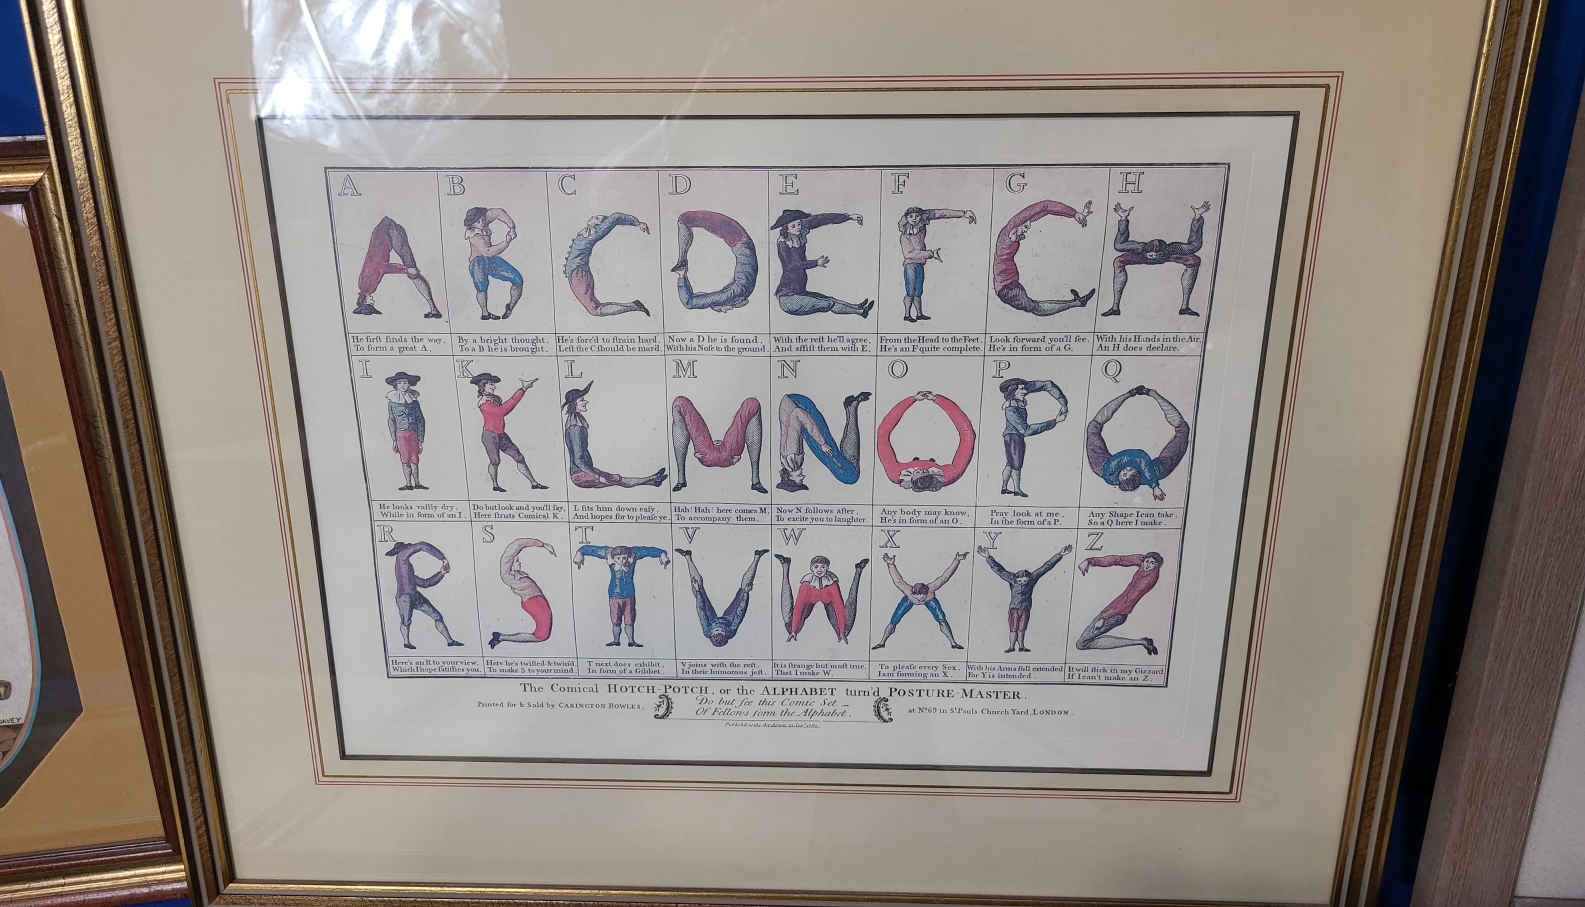 A B C D E F G H
He first finds the way,
To form a great A.
By a bright thought,
To a B he is brought.
He's forc'd to strain hard,
Lest the C should be mar'd.
Now a D he is found,
With his Nose to the ground.
With the rest he'll agree,
And assist them with E.
From the Head to the Feet,
He's an F quite complete.
Look forward you'll see,
He's in form of a G.
With his Hands in the Air,
An H does declare.
I K L M N O P Q
He looks vastly dry,
While in form of an I.
Do but look and you'll say,
Here struts Comical K.
L sits him down easy,
And hopes for to please ye.
Hah! Hah! here comes M,
To accompany them.
Now N follows after,
To excite you to laughter.
Any body may know,
He's in form of an O.
Pray look at me,
In the form of a P.
Any Shape I can take,
So a Q here I make.
R S T V W X Y Z
Here's an R to your view,
Which I hope satisfies you.
Here he's twisted & twin'd,
To make S to your mind.
T next does exhibit,
In form of a Gibbet.
V joins with the rest,
In their humorous jest.
It is strange but most true,
That I make W.
To please every Sex,
I am forming an X.
With his Arms full extended,
For Y is intended.
It will stick in my Gizzard,
If I can't make an Z.
The Comical HOTCH-POTCH, or the ALPHABET turn'd POSTURE-MASTER.
Printed for & Sold by CARINGTON BOWLES,
Do but see this Comic Set
Of Fellows form the Alphabet.
at No. 69 in St. Pauls Church Yard, LONDON.